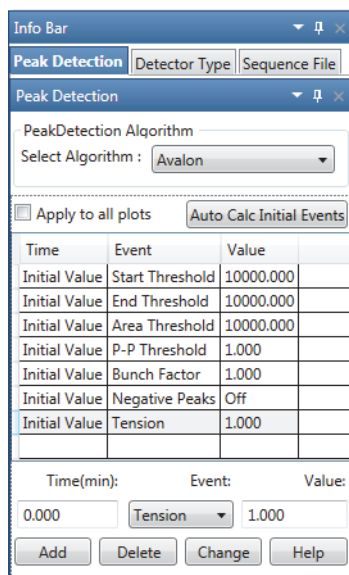 Info Bar
Peak Detection Detector Type Sequence File
Peak Detection
PeakDetection Algorithm
Select Algorithm : Avalon
Apply to all plots Auto Calc Initial Events
Time Event Value
Initial Value Start Threshold 10000.000
Initial Value End Threshold 10000.000
Initial Value Area Threshold 10000.000
Initial Value P-P Threshold 1.000
Initial Value Bunch Factor 1.000
Initial Value Negative Peaks Off
Initial Value Tension 1.000
Time(min): Event: Value:
0.000 Tension 1.000
Add Delete Change Help